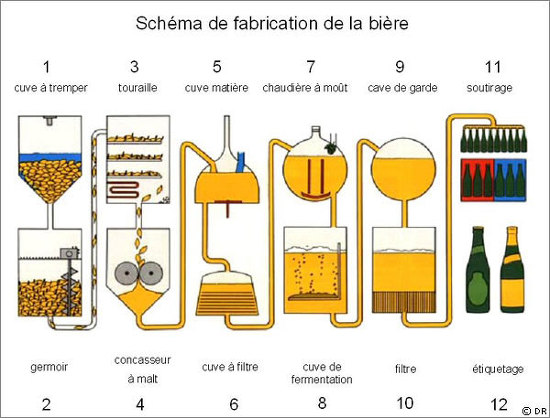 Schéma de fabrication de la bière
1 3 5 7 9 11
cuve à tremper touraille cuve matière chaudière à moût cave de garde soutirage
germoir concasseur à malt cuve à filtre cuve de fermentation filtre étiquetage
2 4 6 8 10 12
© DR